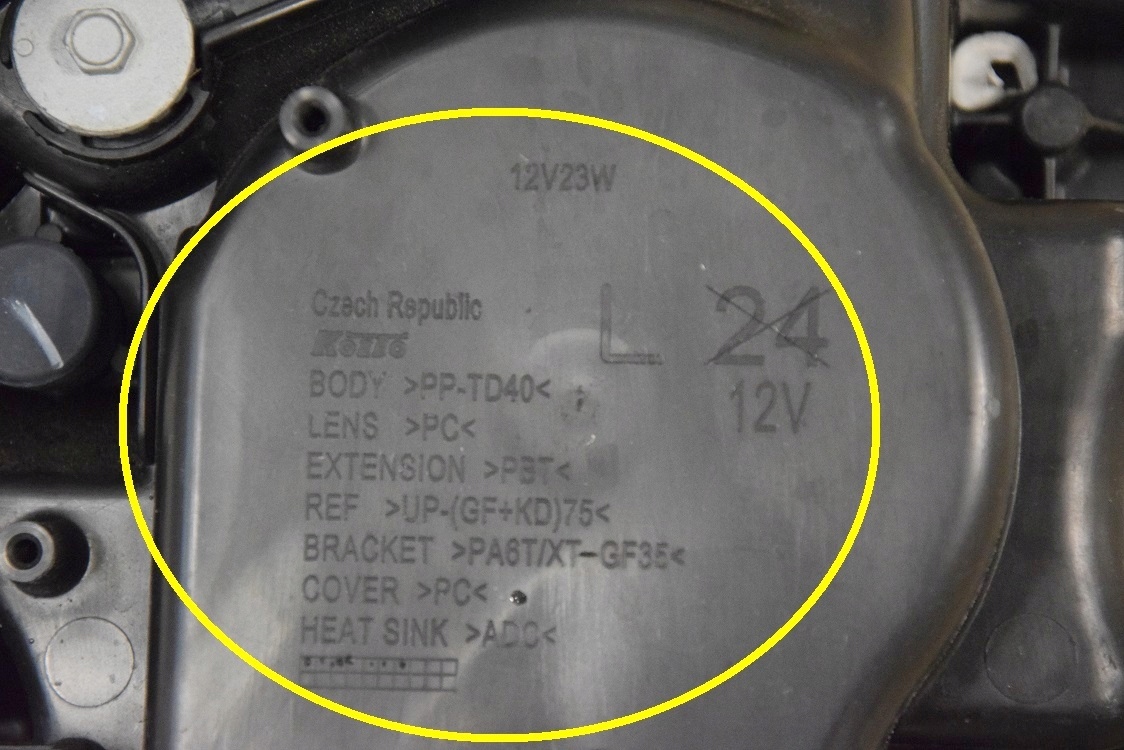 12V23W
L 24
12V
Czech Republic
Koito
BODY >PP-TD40<
LENS >PC<
EXTENSION >PBT<
REF >UP-(GF+KD)75<
BRACKET >PA6T/XT-GF35<
COVER >PC<
HEAT SINK >ADC<